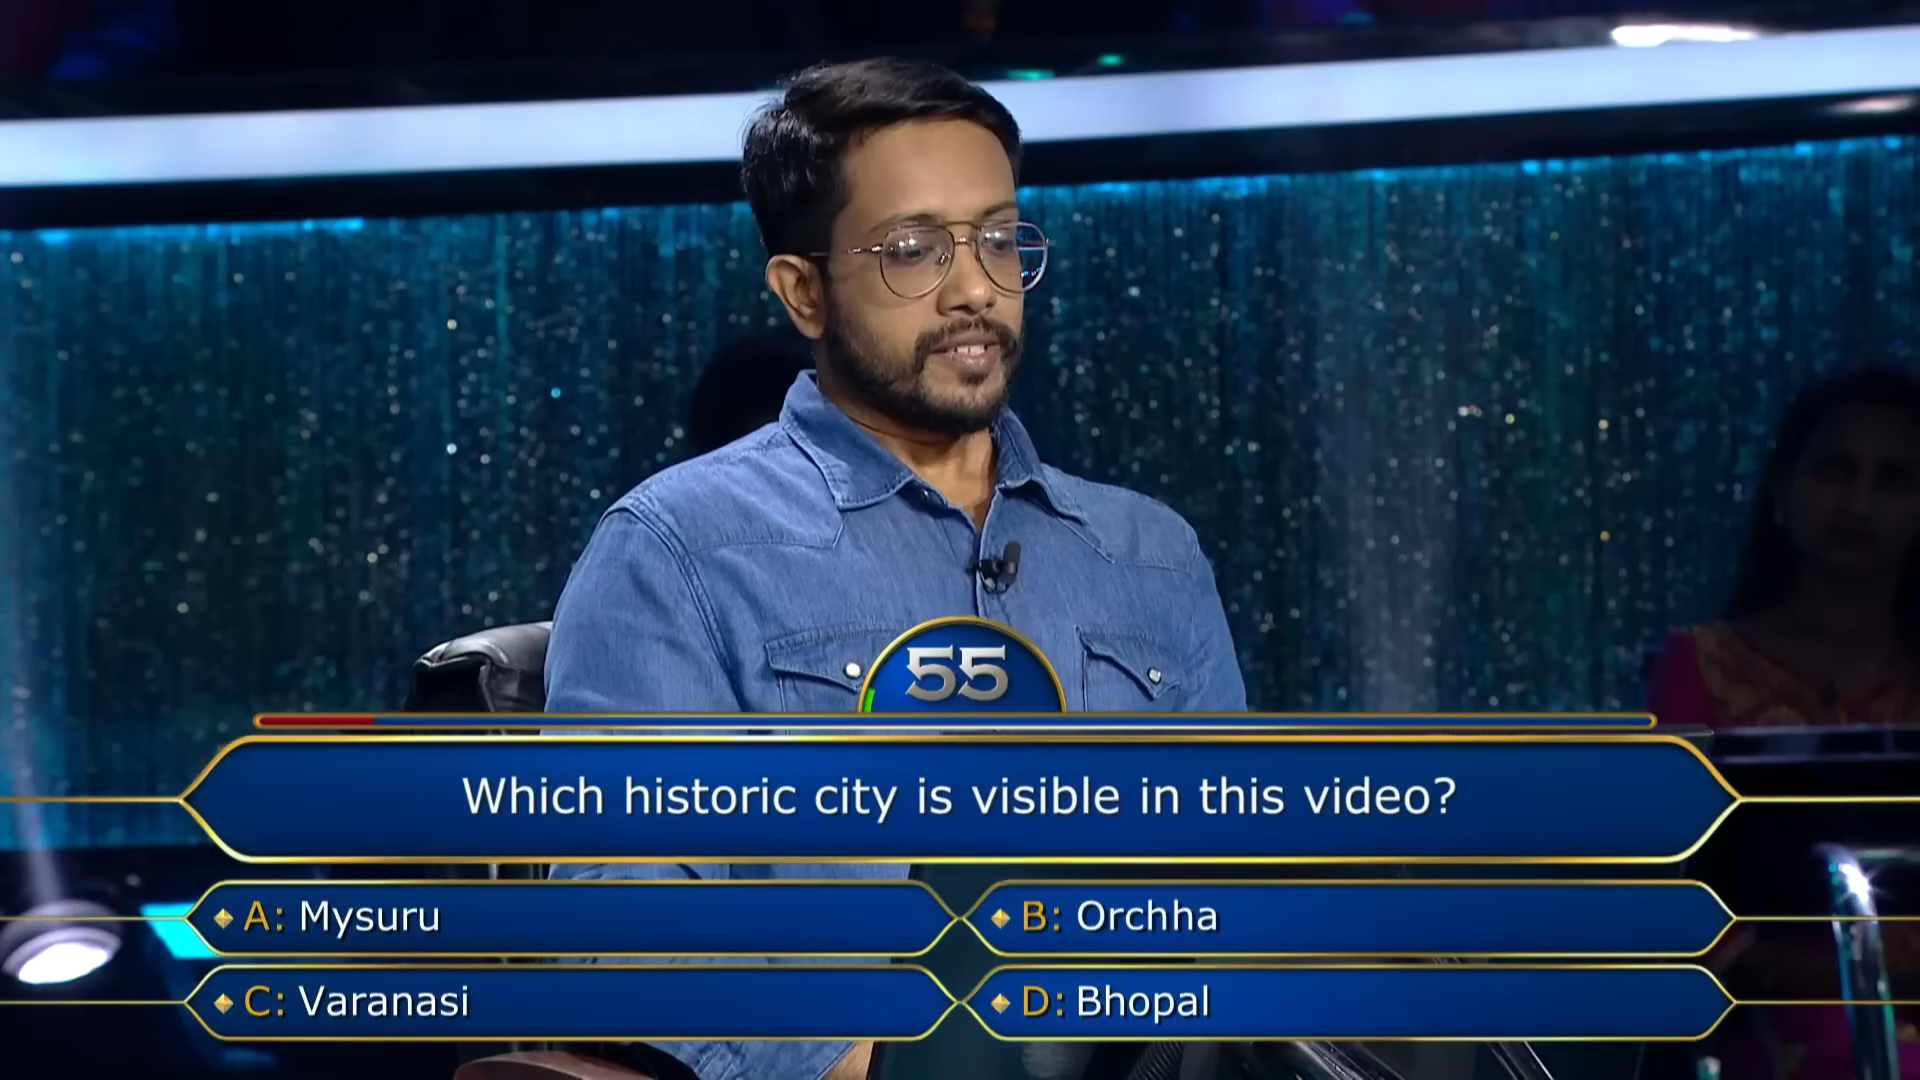 55
Which historic city is visible in this video?
A: Mysuru
B: Orchha
C: Varanasi
D: Bhopal